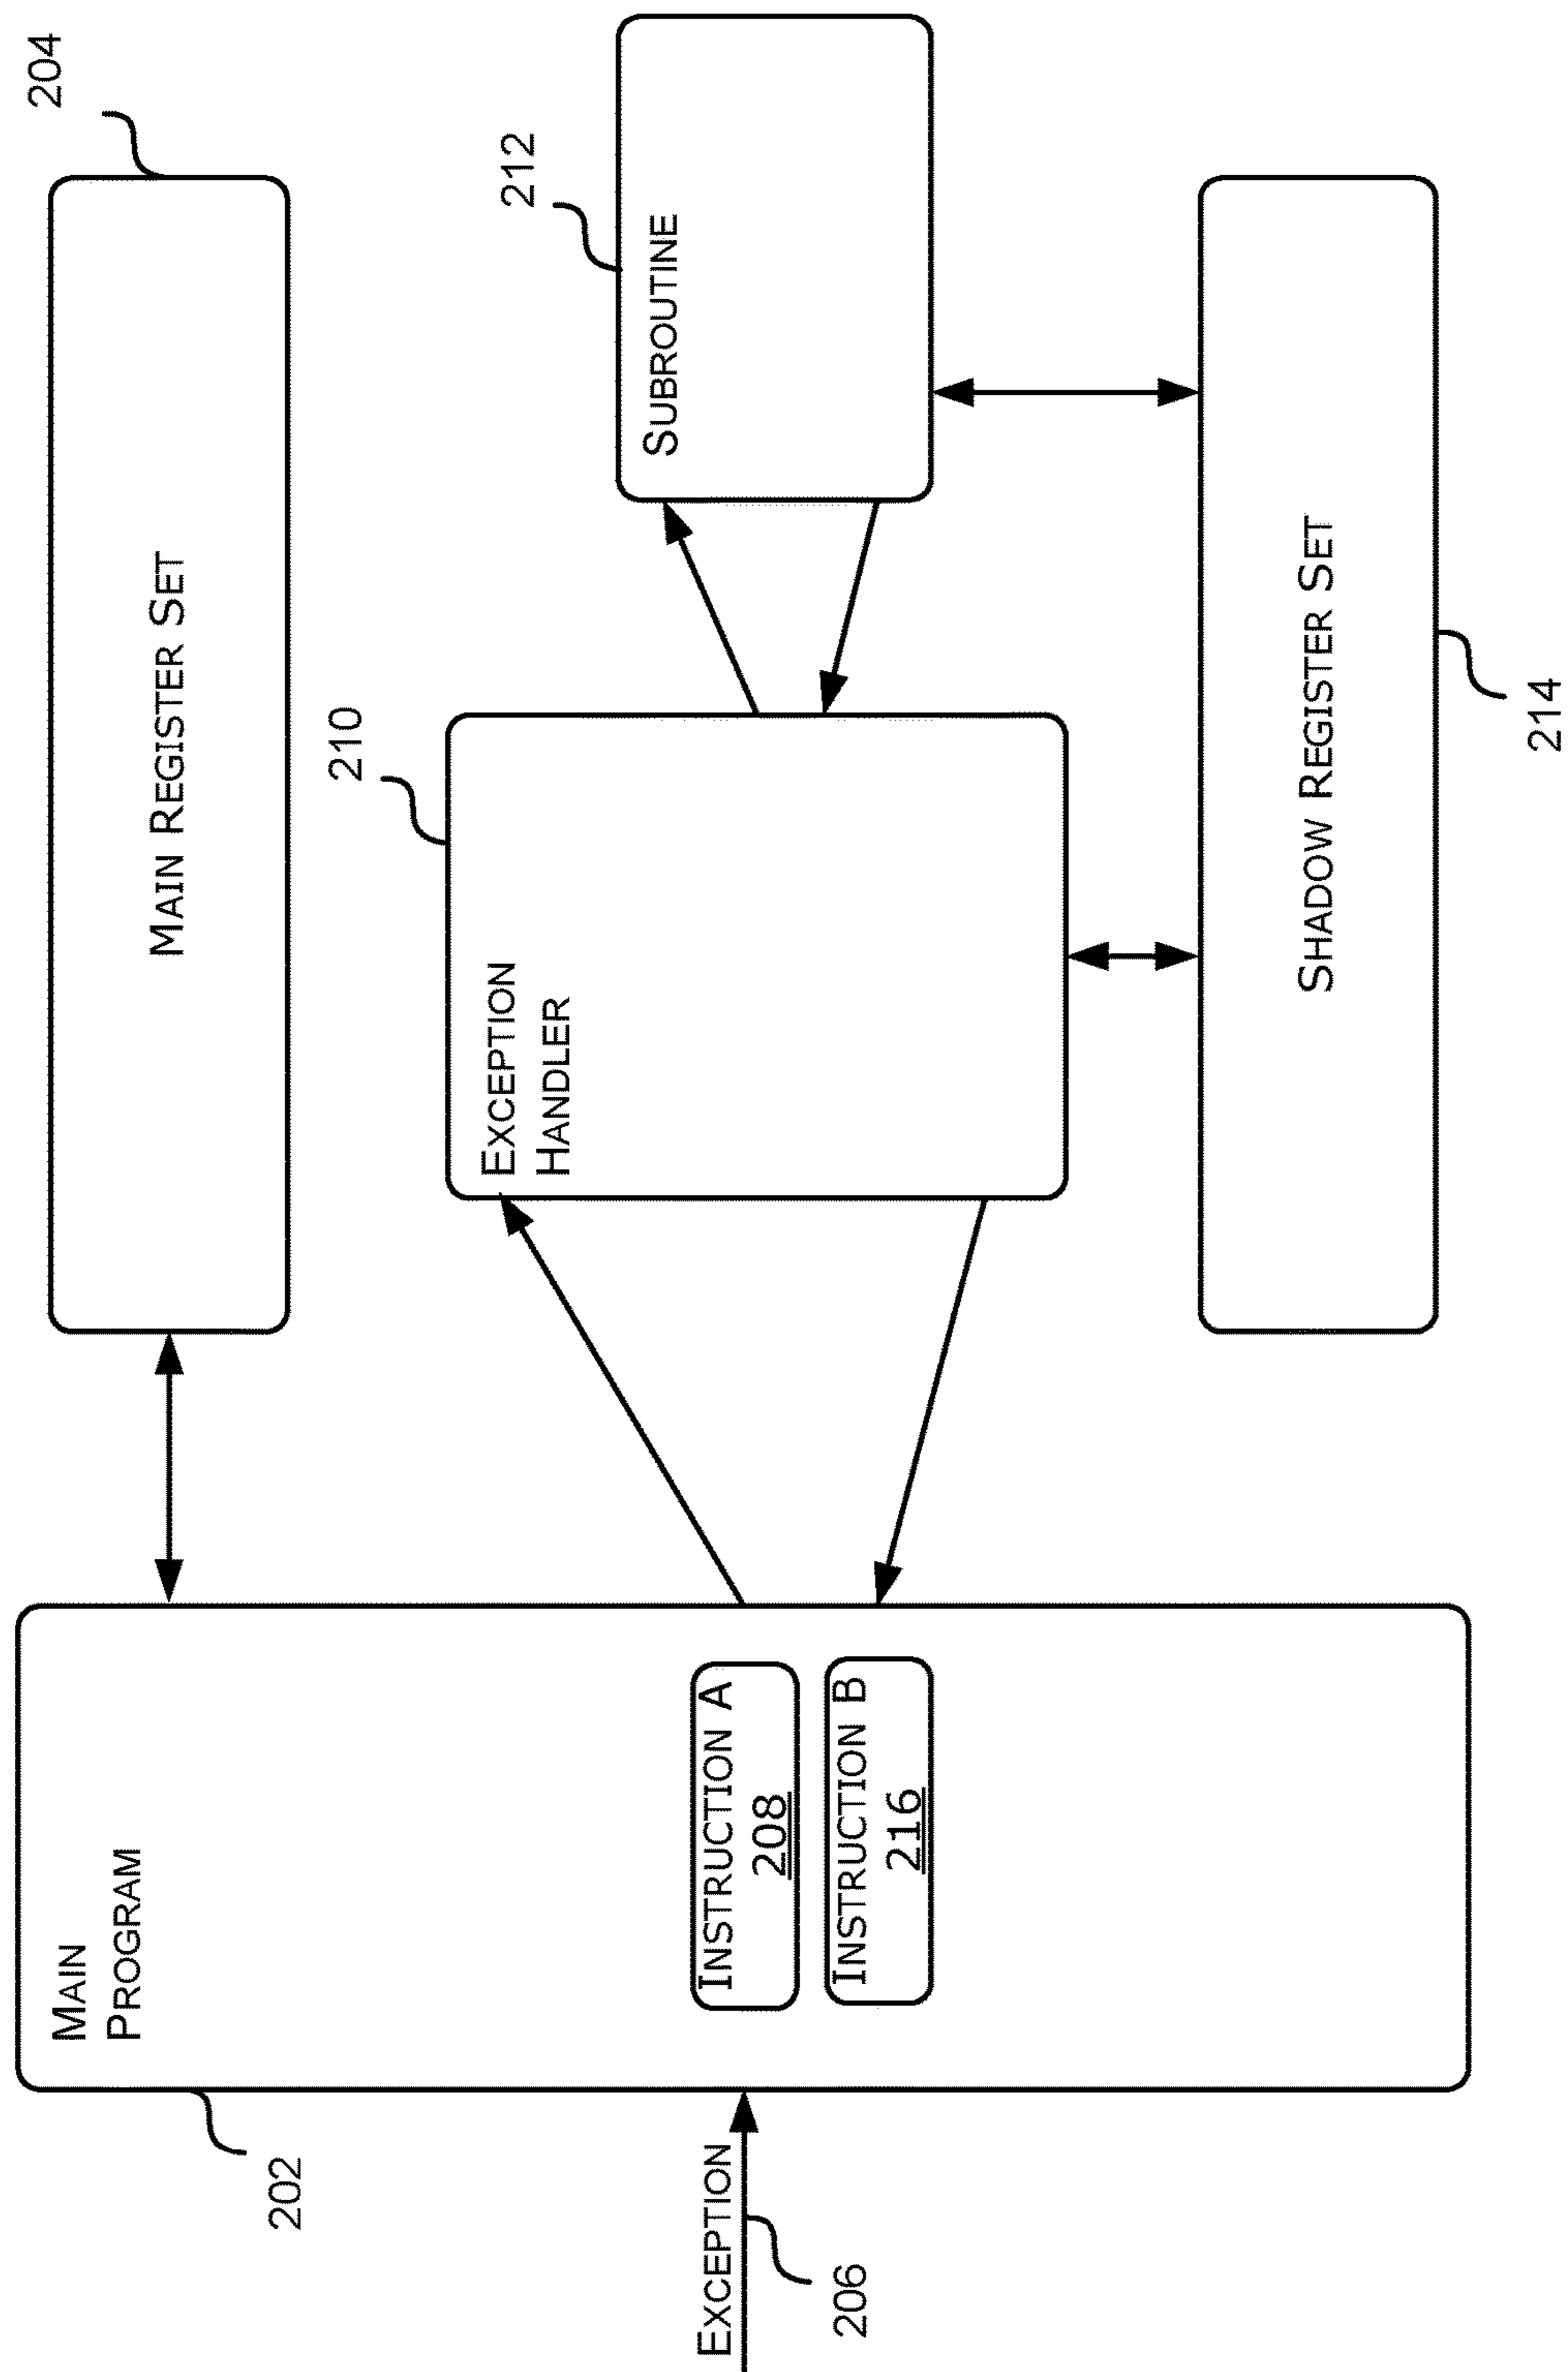 204
MAIN REGISTER SET
212
SUBROUTINE
210
EXCEPTION
HANDLER
MAIN
PROGRAM
INSTRUCTION A
208
INSTRUCTION B
216
202
EXCEPTION
206
SHADOW REGISTER SET
214